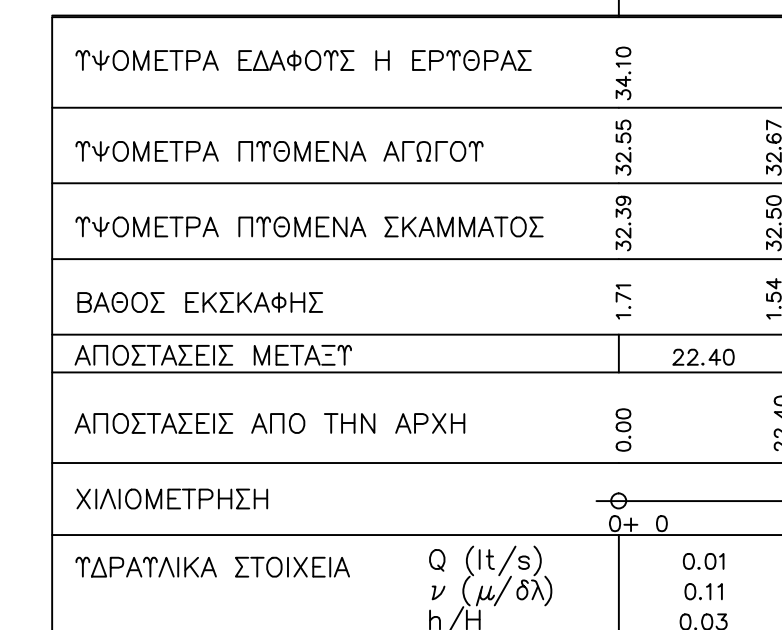 ΥΨΟΜΕΤΡΑ ΕΔΑΦΟΥΣ Η ΕΡΥΘΡΑΣ 34.10
ΥΨΟΜΕΤΡΑ ΠΥΘΜΕΝΑ ΑΓΩΓΟΥ 32.55 32.67
ΥΨΟΜΕΤΡΑ ΠΥΘΜΕΝΑ ΣΚΑΜΜΑΤΟΣ 32.39 32.50
ΒΑΘΟΣ ΕΚΣΚΑΦΗΣ 1.71 1.54
ΑΠΟΣΤΑΣΕΙΣ ΜΕΤΑΞΥ 22.40
ΑΠΟΣΤΑΣΕΙΣ ΑΠΟ ΤΗΝ ΑΡΧΗ 0.00 22.40
ΧΙΛΙΟΜΕΤΡΗΣΗ
0+ 0
ΥΔΡΑΥΛΙΚΑ ΣΤΟΙΧΕΙΑ Q (lt/s) 0.01
ν (μ/δλ) 0.11
h/H 0.03